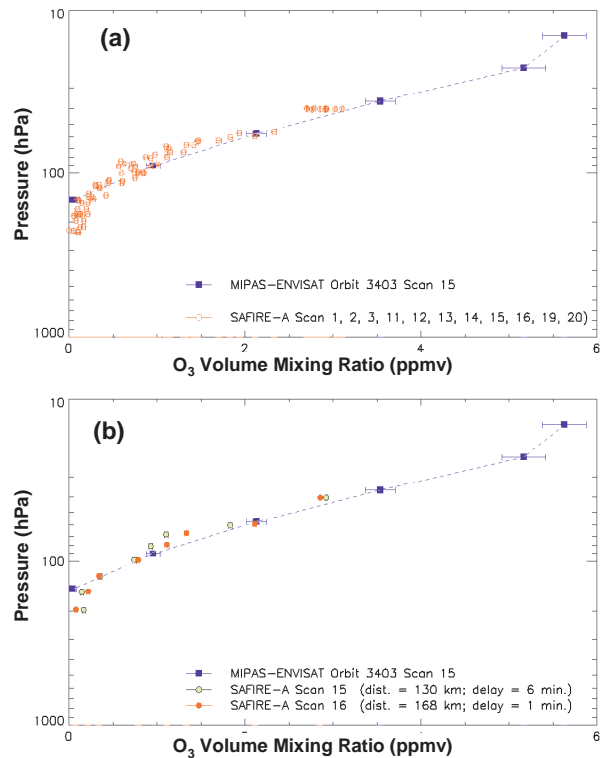 10
(a)
100
1000
Pressure (hPa)
MIPAS-ENVISAT Orbit 3403 Scan 15
SAFIRE-A Scan 1, 2, 3, 11, 12, 13, 14, 15, 16, 19, 20)
0 2 4 6
O3 Volume Mixing Ratio (ppmv)
10
(b)
100
1000
Pressure (hPa)
MIPAS-ENVISAT Orbit 3403 Scan 15
SAFIRE-A Scan 15 (dist. = 130 km; delay = 6 min.)
SAFIRE-A Scan 16 (dist. = 168 km; delay = 1 min.)
0 2 4 6
O3 Volume Mixing Ratio (ppmv)